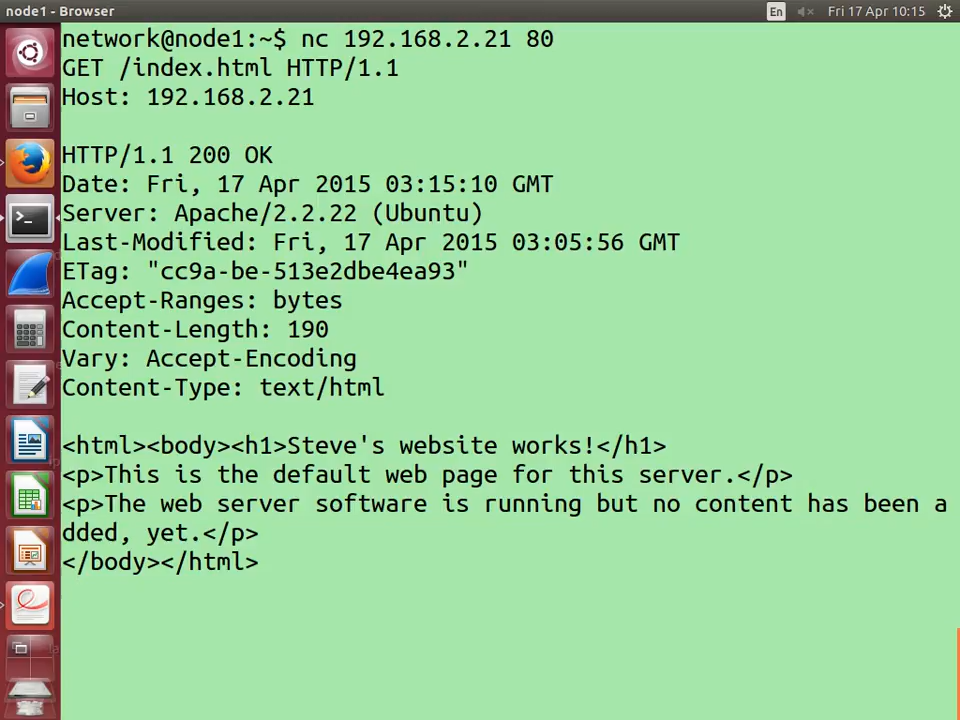 node1 - Browser
En
Fri 17 Apr 10:15
network@node1:~$ nc 192.168.2.21 80
GET /index.html HTTP/1.1
Host: 192.168.2.21
HTTP/1.1 200 OK
Date: Fri, 17 Apr 2015 03:15:10 GMT
Server: Apache/2.2.22 (Ubuntu)
Last-Modified: Fri, 17 Apr 2015 03:05:56 GMT
ETag: "cc9a-be-513e2dbe4ea93"
Accept-Ranges: bytes
Content-Length: 190
Vary: Accept-Encoding
Content-Type: text/html
<html><body><h1>Steve's website works!</h1>
<p>This is the default web page for this server.</p>
<p>The web server software is running but no content has been a
dded, yet.</p>
</body></html>